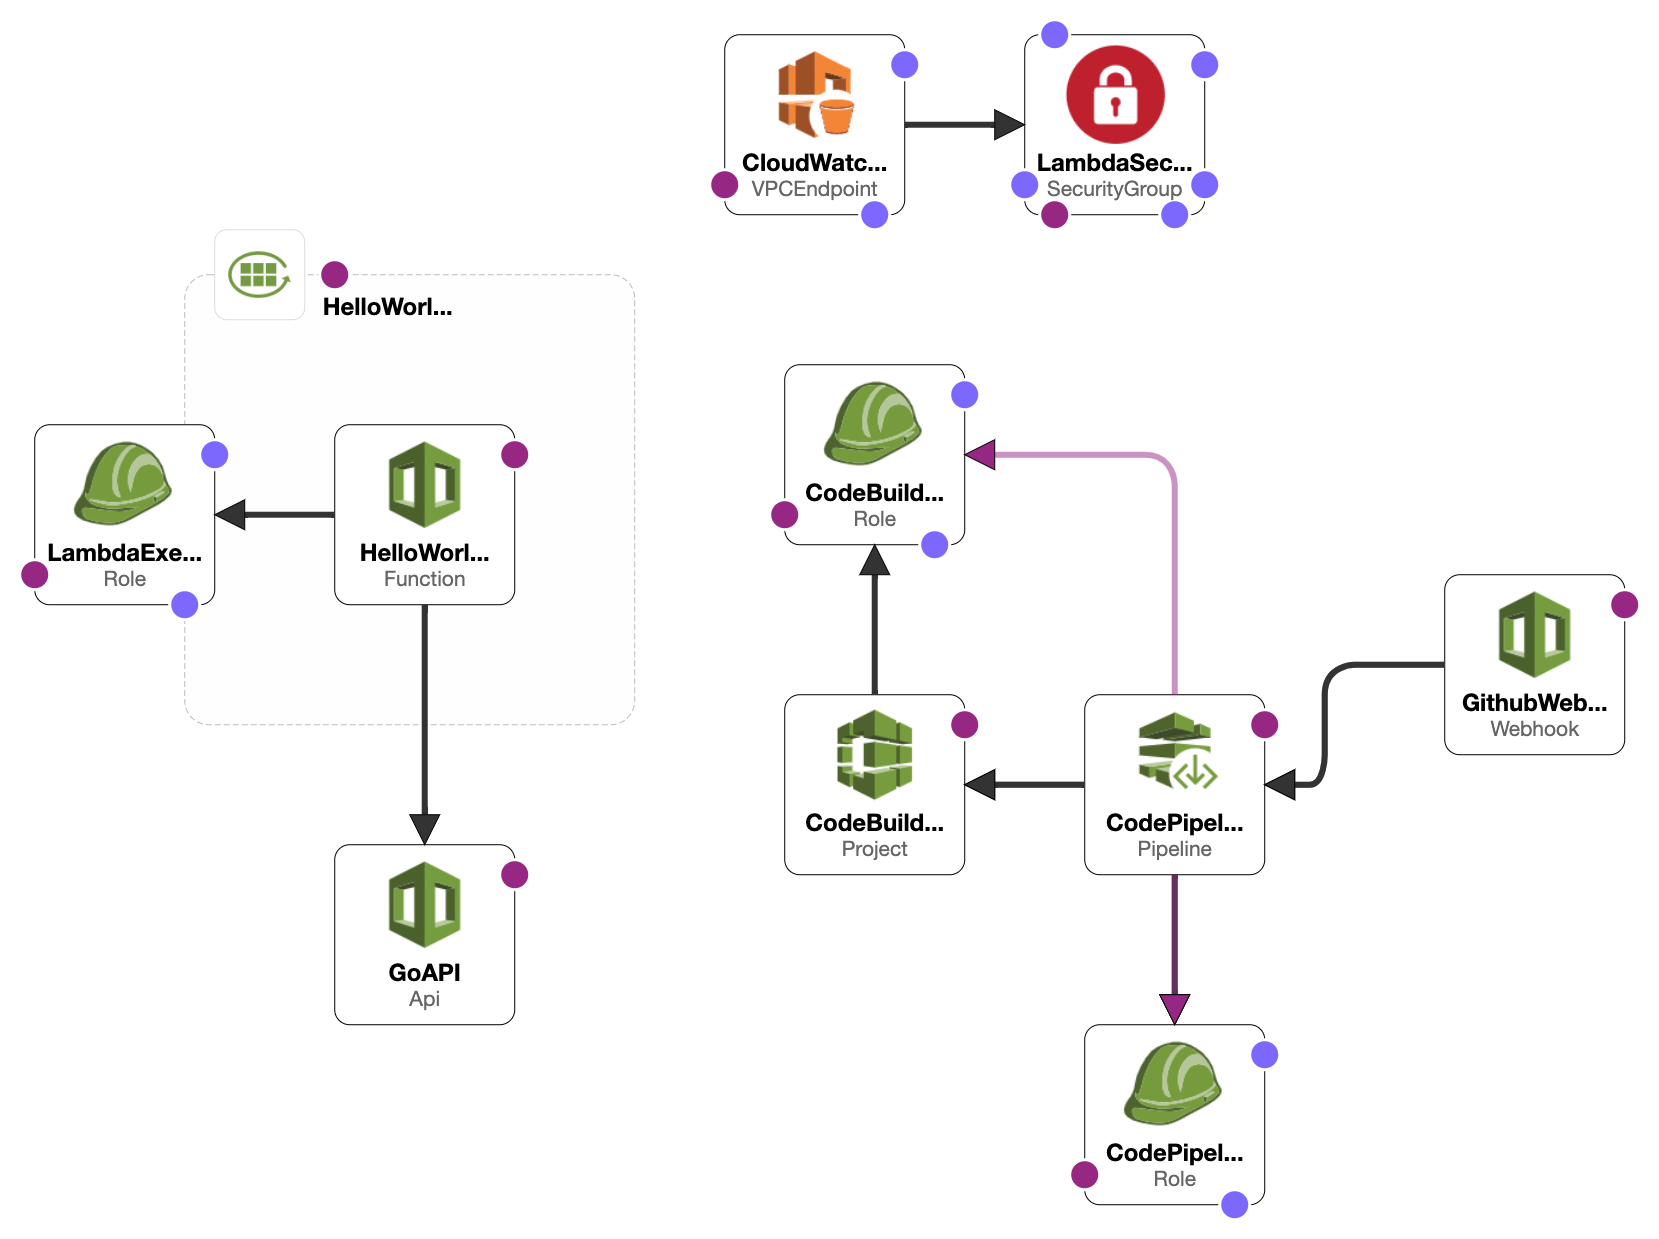 CloudWatc...
VPCEndpoint
LambdaSec...
SecurityGroup
HelloWorl...
LambdaExe...
Role
HelloWorl...
Function
GoAPI
Api
CodeBuild...
Role
CodeBuild...
Project
CodePipel...
Pipeline
GithubWeb...
Webhook
CodePipel...
Role